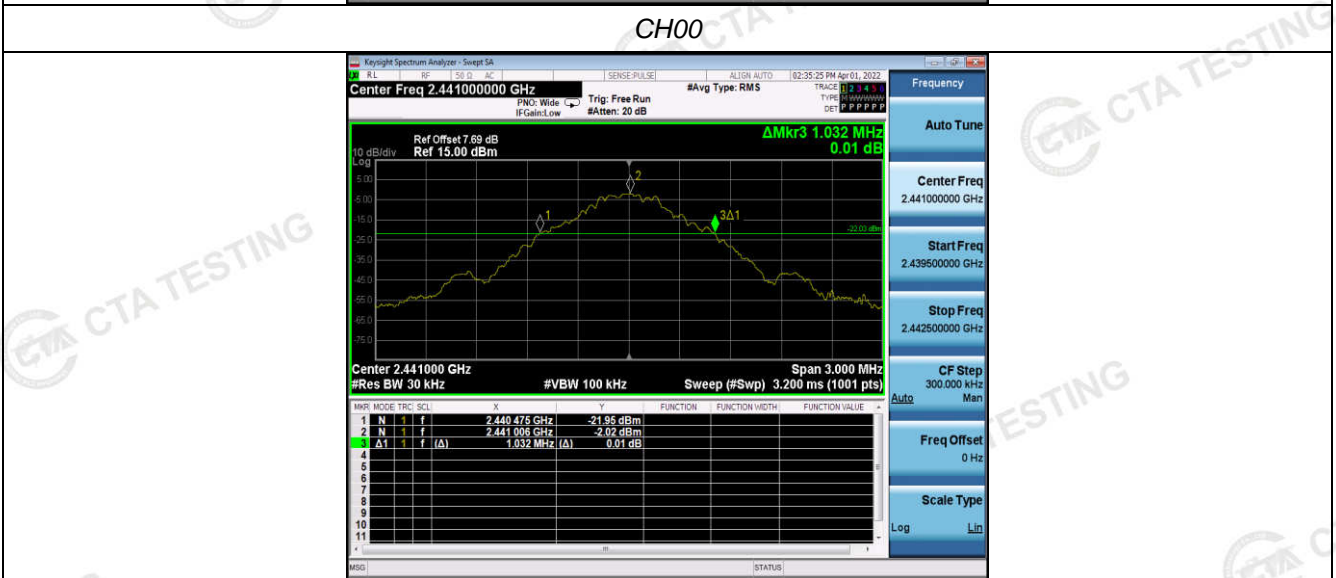 CH00
CTA TESTING
Keysight Spectrum Analyzer - Swept SA
RL RF 50 Ω AC SENSE:PULSE ALIGN AUTO 02:35:25 PM Apr 01, 2022
Center Freq 2.441000000 GHz
PNO: Wide Trig: Free Run #Avg Type: RMS TRACE 1 2 3 4 5 6
IFGain:Low #Atten: 20 dB TYPE M W W W W W
DET P P P P P P
Frequency
Auto Tune
ΔMkr3 1.032 MHz
0.01 dB
Ref Offset 7.69 dB
10 dB/div Ref 15.00 dBm
Log
5.00
-5.00
-15.0
-25.0
-35.0
-45.0
-55.0
-65.0
-75.0
1
2
3Δ1
-22.03 dBm
Center Freq
2.441000000 GHz
Start Freq
2.439500000 GHz
Stop Freq
2.442500000 GHz
CF Step
300.000 kHz
Auto Man
Freq Offset
0 Hz
Scale Type
Log Lin
Center 2.441000 GHz Span 3.000 MHz
#Res BW 30 kHz #VBW 100 kHz Sweep (#Swp) 3.200 ms (1001 pts)
MKR MODE TRC SCL X Y FUNCTION FUNCTION WIDTH FUNCTION VALUE
1 N 1 f 2.440 475 GHz -21.95 dBm
2 N 1 f 2.441 006 GHz -2.02 dBm
3 Δ1 1 f (Δ) 1.032 MHz (Δ) 0.01 dB
4
5
6
7
8
9
10
11
MSG STATUS
CTA TESTING
ESTING